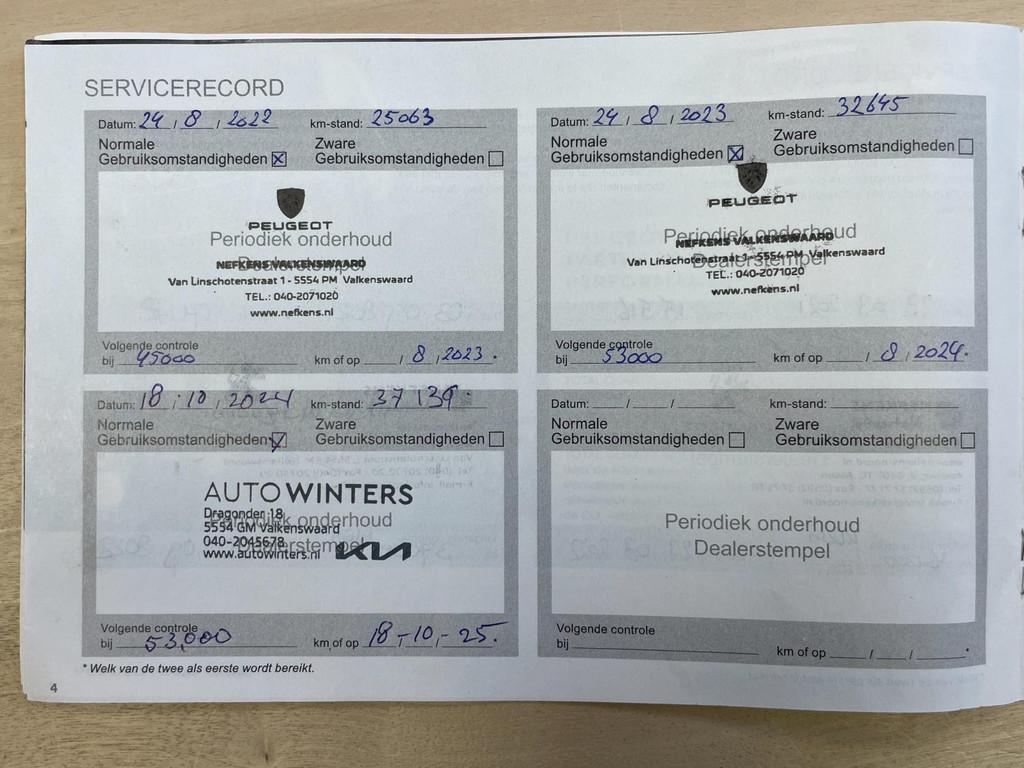 SERVICERECORD
Datum: 24 / 8 / 2022 km-stand: 25063
Normale Zware
Gebruiksomstandigheden Gebruiksomstandigheden
PEUGEOT
Periodiek onderhoud
Dealerstempel
NEFKENS VALKENSWAARD
Van Linschotenstraat 1 - 5554 PM Valkenswaard
TEL.: 040-2071020
www.nefkens.nl
Volgende controle
bij 45000 km of op / 8 / 2023 .
Datum: 24 / 8 / 2023 km-stand: 32645
Normale Zware
Gebruiksomstandigheden Gebruiksomstandigheden
PEUGEOT
Periodiek onderhoud
NEFKENS VALKENSWAARD
Van Linschotenstraat 1 - 5554 PM Valkenswaard
Dealerstempel
TEL.: 040-2071020
www.nefkens.nl
Volgende controle
bij 53000 km of op / 8 / 2024.
Datum: 18 / 10 / 2024 km-stand: 37139.
Normale Zware
Gebruiksomstandigheden Gebruiksomstandigheden
AUTO WINTERS
Dragonder 18
Periodiek onderhoud
5554 GM Valkenswaard
040-2045678
Dealerstempel
www.autowinters.nl KIA
Volgende controle
bij 53,000 km of op 18-10-25.
Datum: / / km-stand:
Normale Zware
Gebruiksomstandigheden Gebruiksomstandigheden
Periodiek onderhoud
Dealerstempel
Volgende controle
bij km of op / / *
* Welk van de twee als eerste wordt bereikt.
4